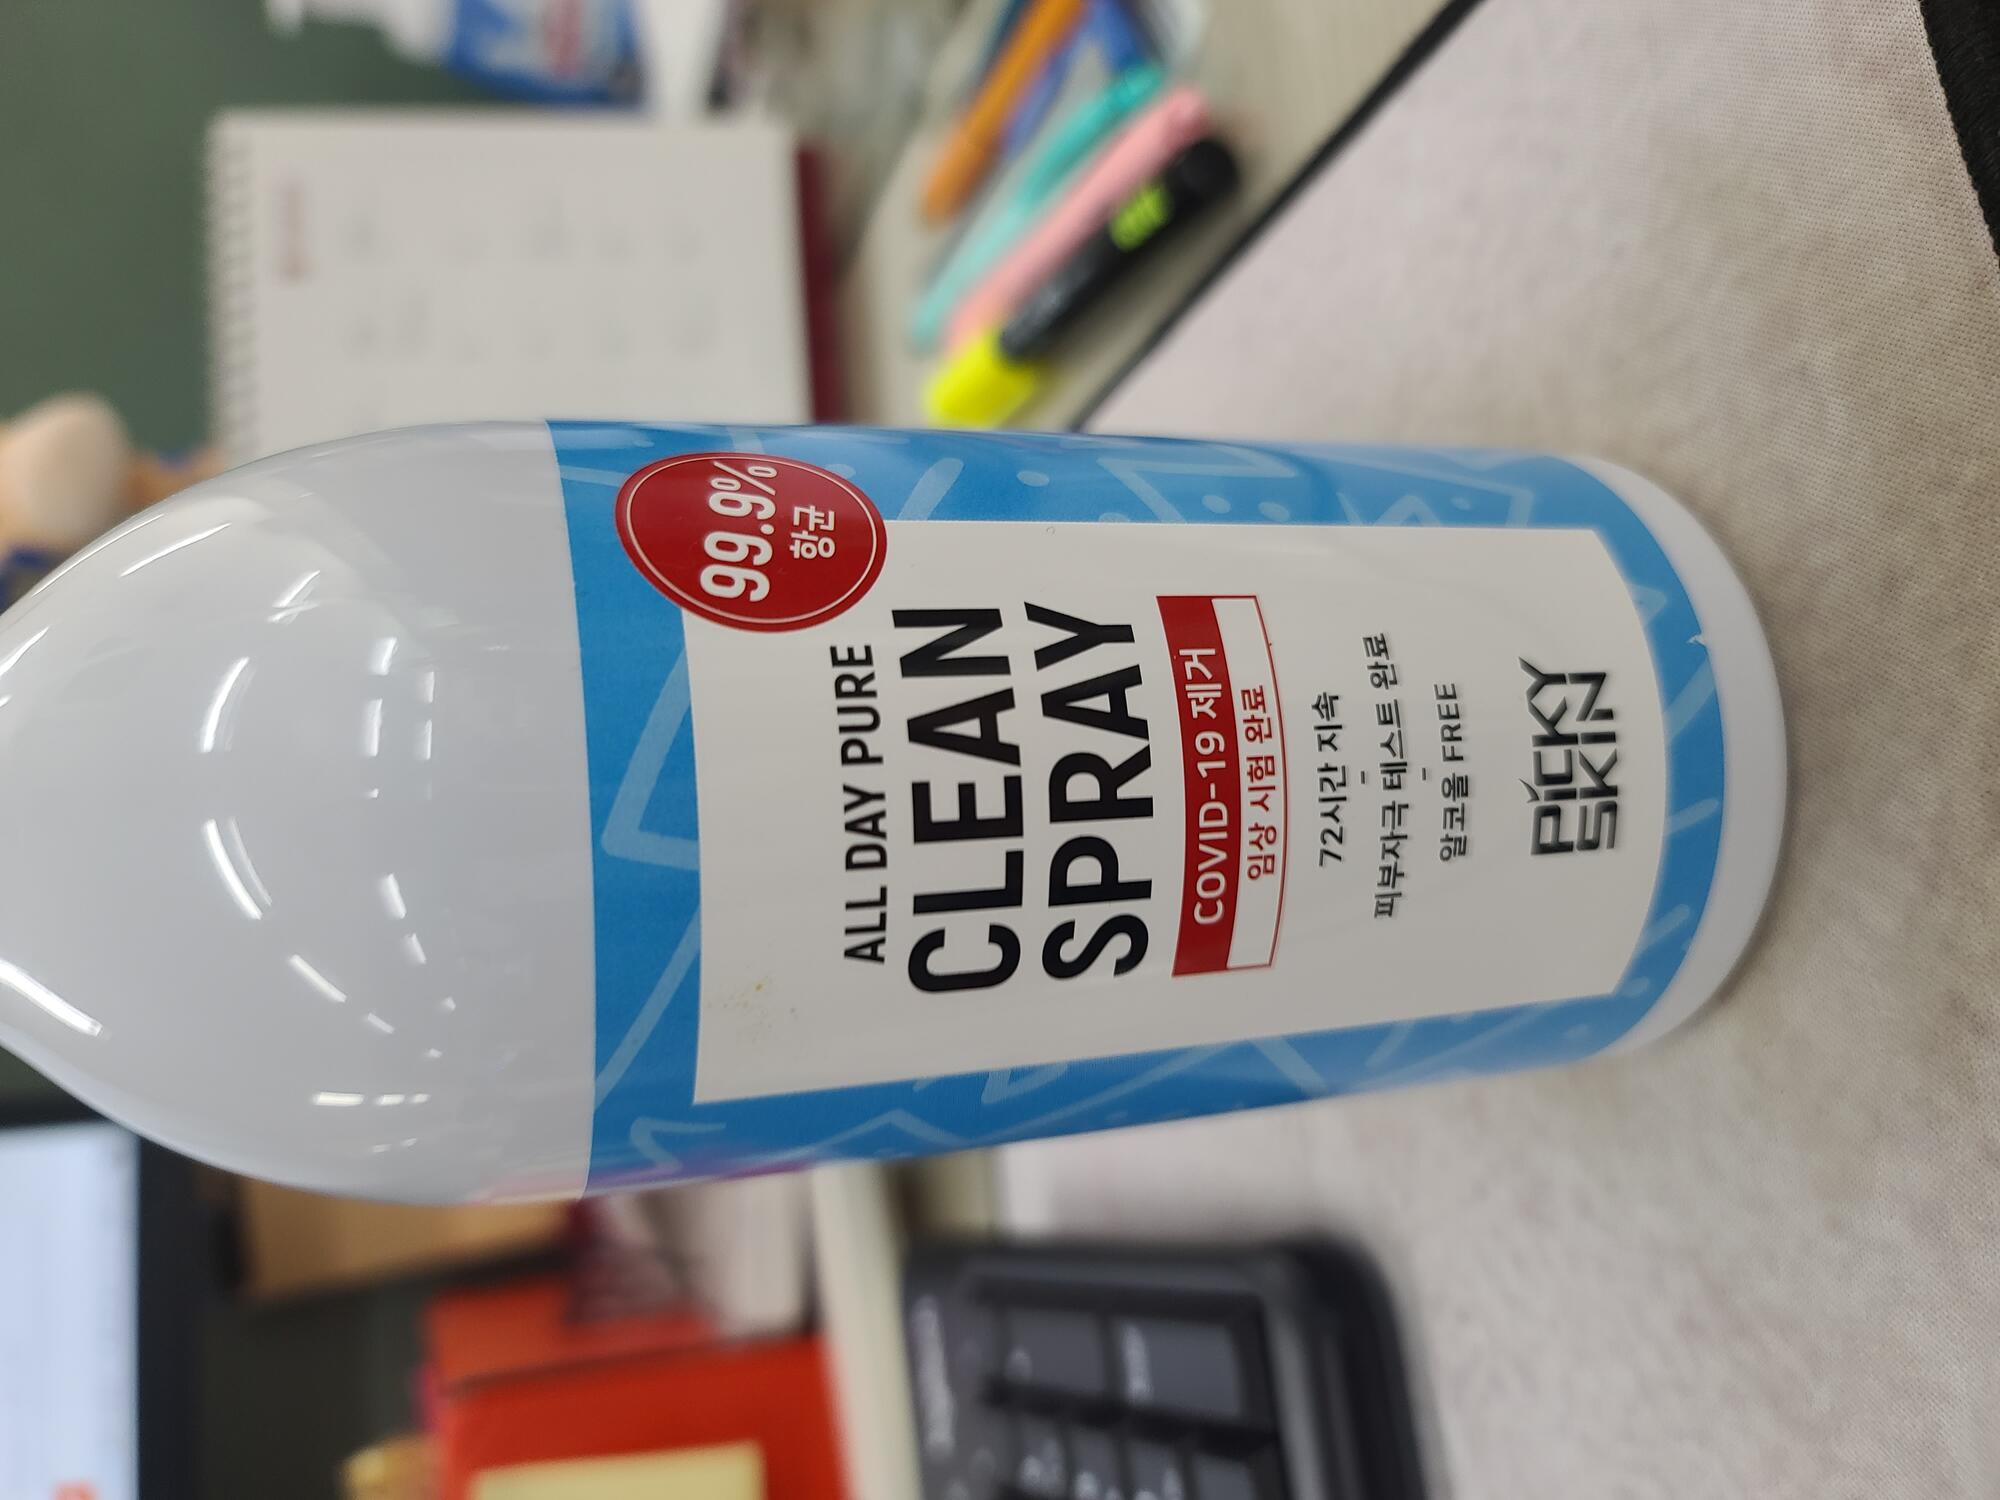 99.9%
항균
ALL DAY PURE
CLEAN
SPRAY
COVID-19 제거
임상 시험 완료
72시간 지속
-
피부자극 테스트 완료
-
알코올 FREE
PICKY
SKIN